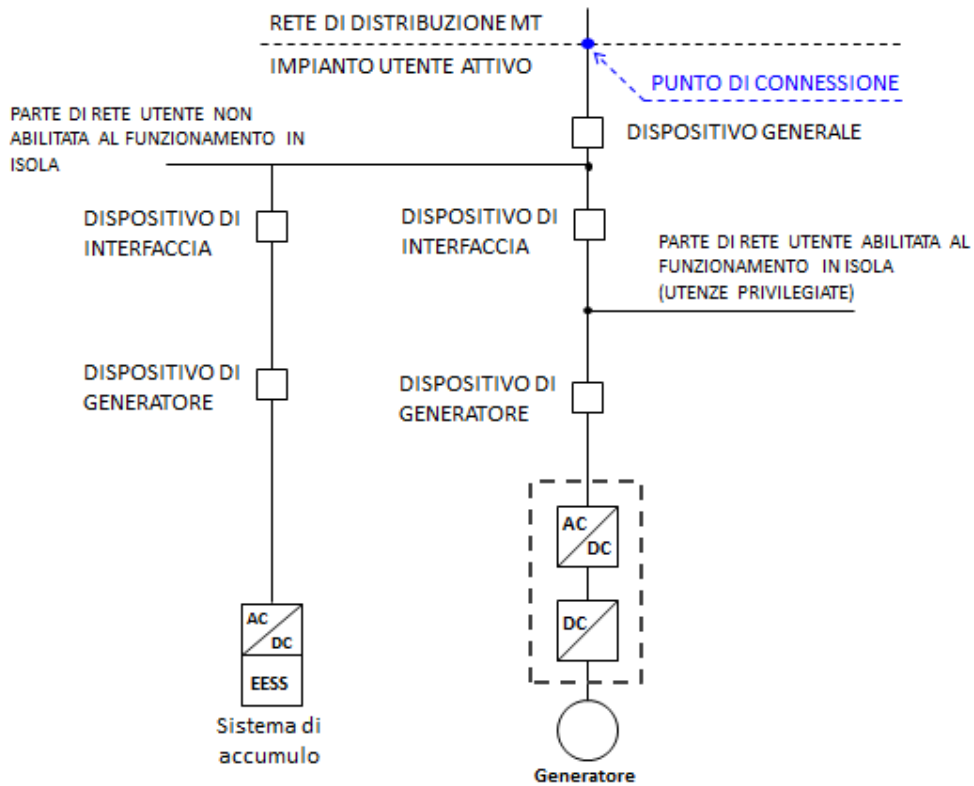 RETE DI DISTRIBUZIONE MT
IMPIANTO UTENTE ATTIVO
PUNTO DI CONNESSIONE
PARTE DI RETE UTENTE NON
ABILITATA AL FUNZIONAMENTO IN
ISOLA
DISPOSITIVO GENERALE
DISPOSITIVO DI
INTERFACCIA
DISPOSITIVO DI
INTERFACCIA
PARTE DI RETE UTENTE ABILITATA AL
FUNZIONAMENTO IN ISOLA
(UTENZE PRIVILEGIATE)
DISPOSITIVO DI
GENERATORE
DISPOSITIVO DI
GENERATORE
AC
DC
DC
AC
DC
EESS
Sistema di
accumulo
Generatore